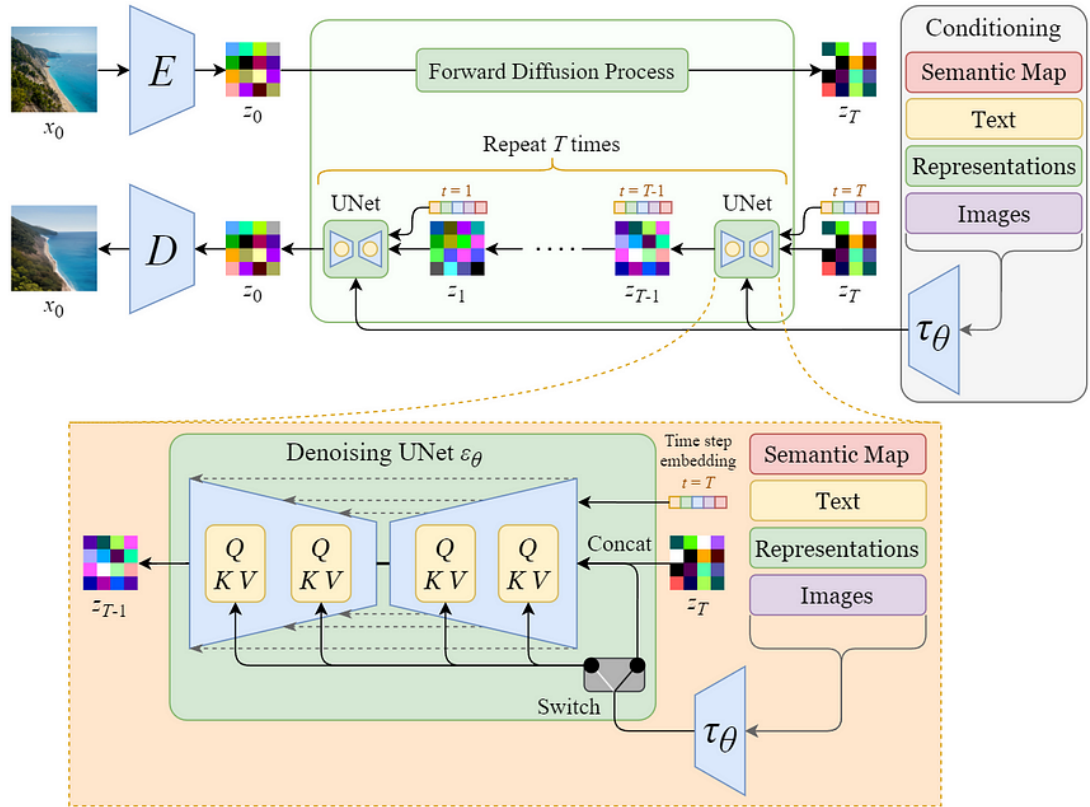 Conditioning
E
Forward Diffusion Process
Semantic Map
x0
z0
zT
Text
Repeat T times
Representations
UNet
t = 1
t = T-1
UNet
t = T
Images
D
x0
z0
z1
zT-1
zT
τθ
Denoising UNet εθ
Time step
embedding
t = T
Semantic Map
Text
Q
K V
Q
K V
Q
K V
Q
K V
Concat
Representations
zT-1
zT
Images
Switch
τθ